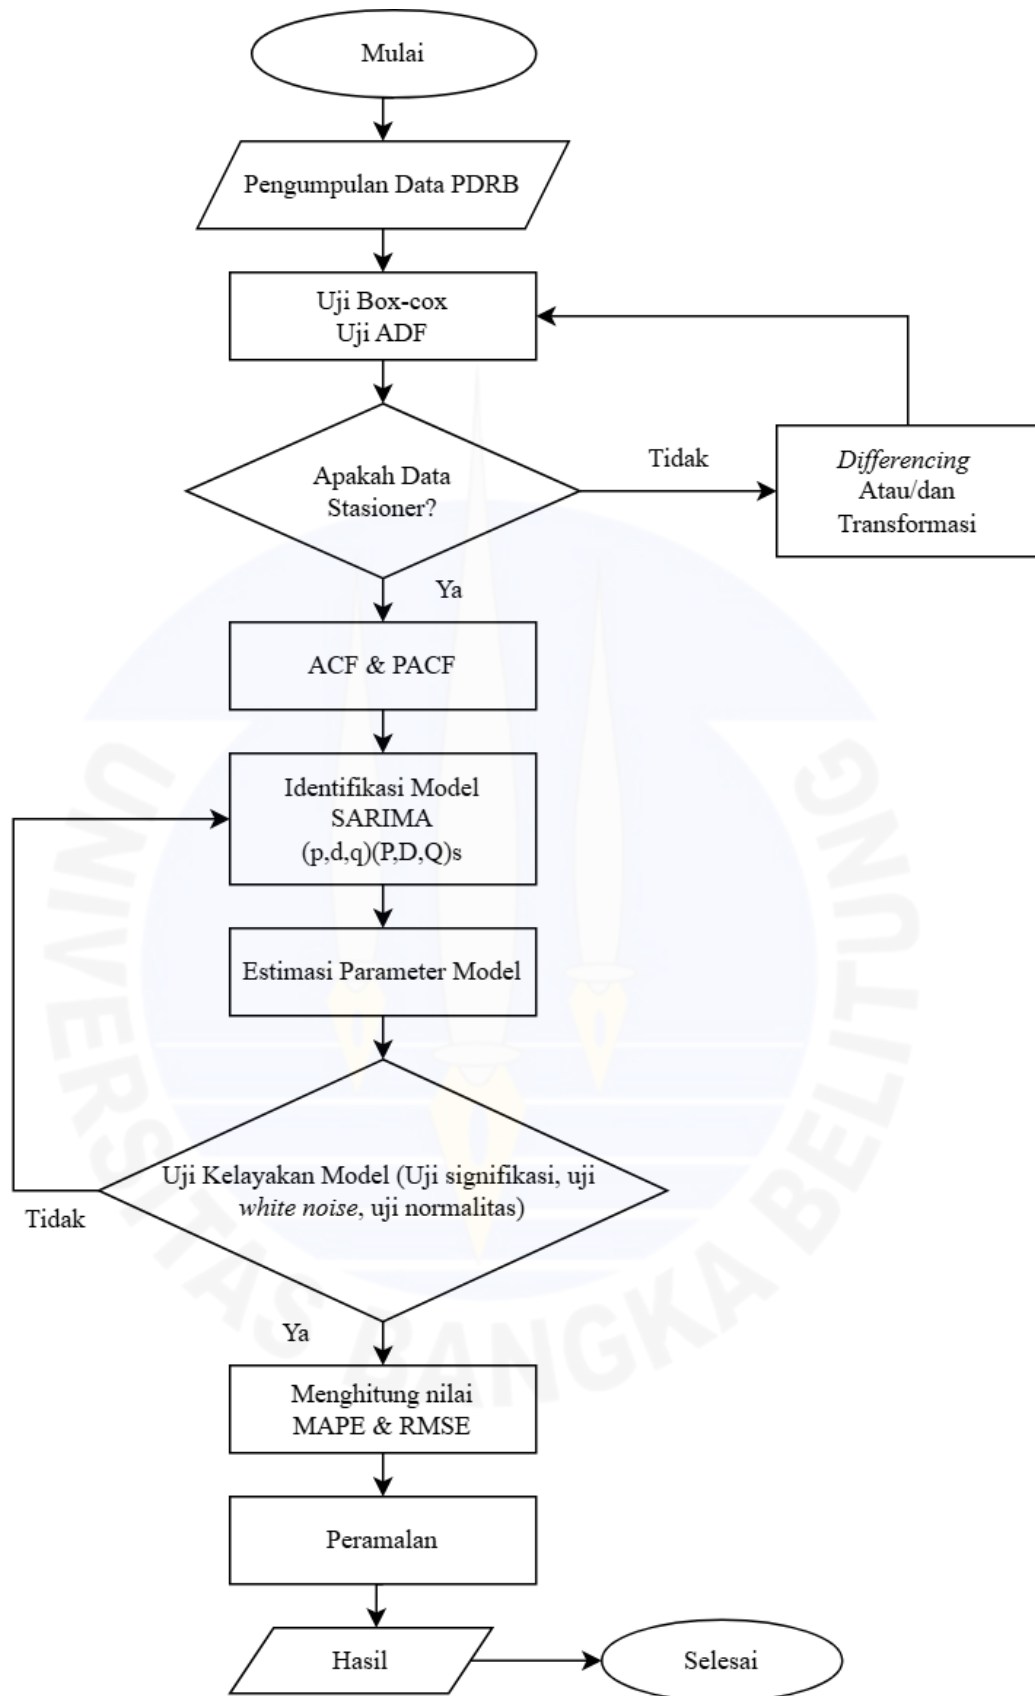 Mulai
Pengumpulan Data PDRB
Uji Box-cox
Uji ADF
Apakah Data
Stasioner?
Tidak
Differencing
Atau/dan
Transformasi
Ya
ACF & PACF
Identifikasi Model
SARIMA
(p,d,q)(P,D,Q)s
Estimasi Parameter Model
Uji Kelayakan Model (Uji signifikasi, uji
white noise, uji normalitas)
Tidak
Ya
Menghitung nilai
MAPE & RMSE
Peramalan
Hasil
Selesai
UNIVERSITAS BANGKA BELITUNG